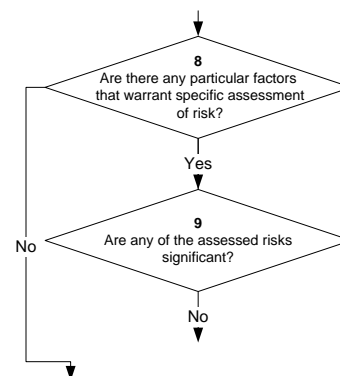 8
Are there any particular factors
that warrant specific assessment
of risk?
Yes
9
Are any of the assessed risks
significant?
No
No